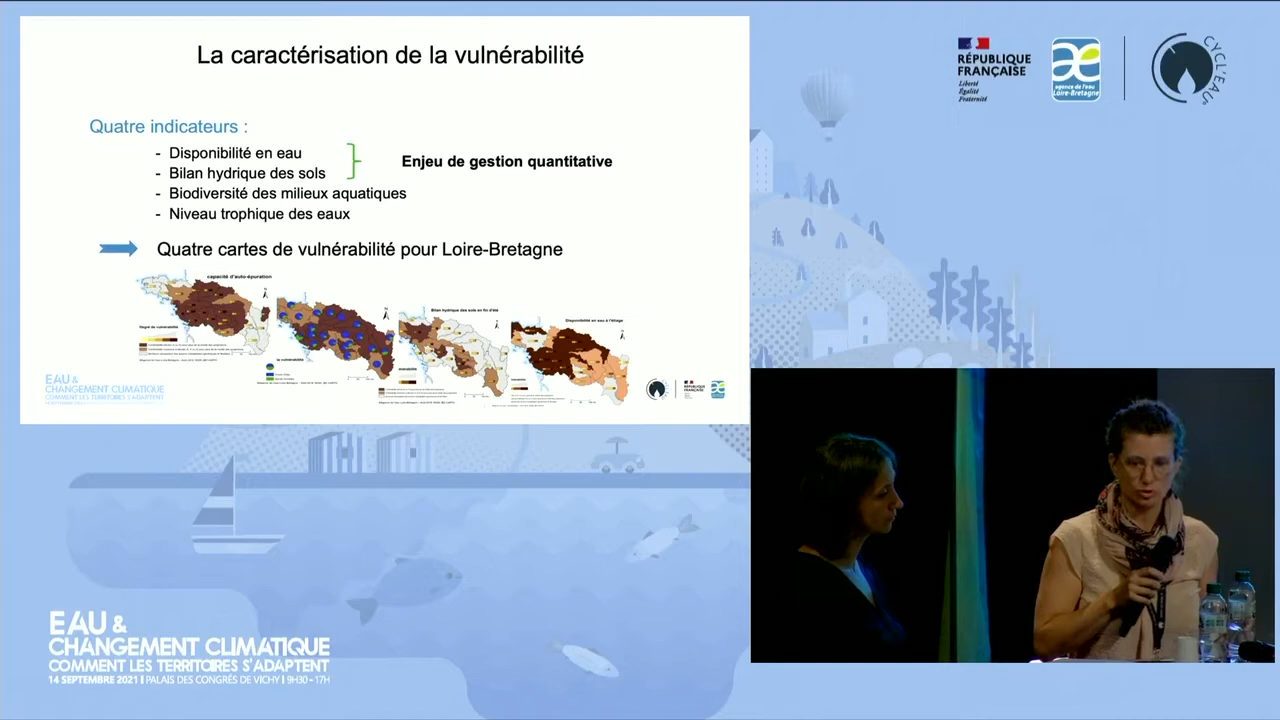 La caractérisation de la vulnérabilité
Quatre indicateurs :
- Disponibilité en eau
- Bilan hydrique des sols
- Biodiversité des milieux aquatiques
- Niveau trophique des eaux
Enjeu de gestion quantitative
Quatre cartes de vulnérabilité pour Loire-Bretagne
capacité d'auto-épuration
Bilan hydrique des sols en fin d'été
Disponibilité en eau à l'étiage
la vulnérabilité
EAU &
CHANGEMENT CLIMATIQUE
COMMENT LES TERRITOIRES S'ADAPTENT
RÉPUBLIQUE
FRANÇAISE
Liberté
Égalité
Fraternité
agence de l'eau
Loire-Bretagne
CYCL'EAU
EAU &
CHANGEMENT CLIMATIQUE
COMMENT LES TERRITOIRES S'ADAPTENT
14 SEPTEMBRE 2021 | PALAIS DES CONGRÈS DE VICHY | 9H30 - 17H